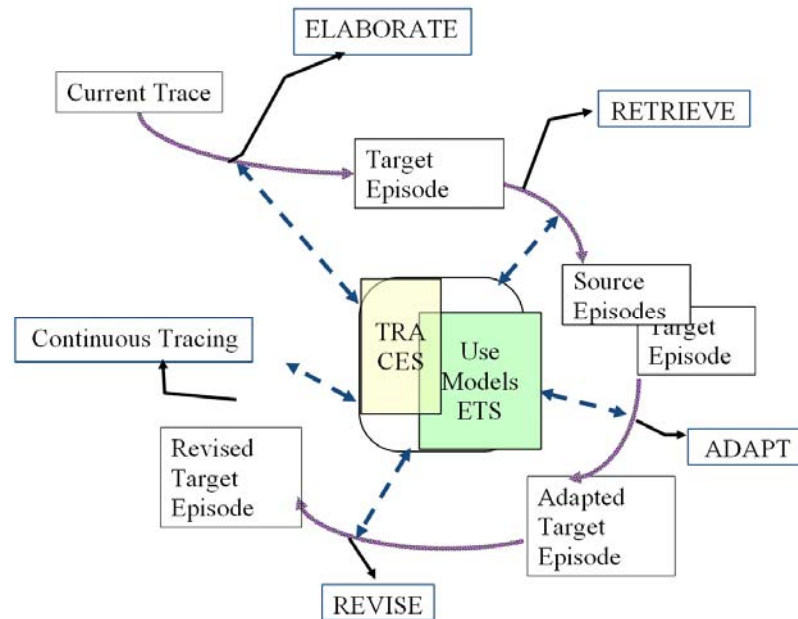 ELABORATE
Current Trace
RETRIEVE
Target
Episode
Source
Episodes
Target
Episode
TRA
CES
Use
Models
ETS
Continuous Tracing
ADAPT
Revised
Target
Episode
Adapted
Target
Episode
REVISE